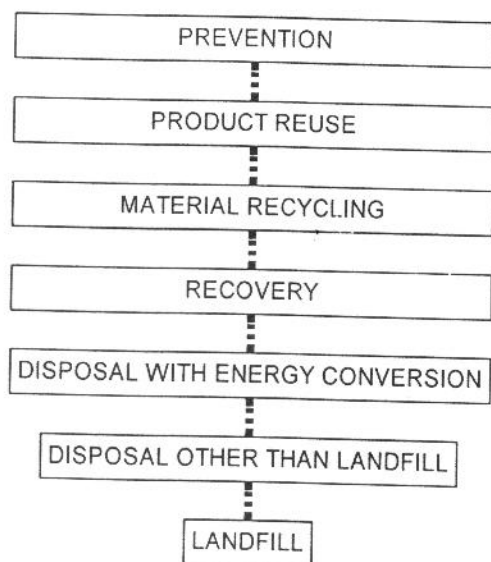 PREVENTION
PRODUCT REUSE
MATERIAL RECYCLING
RECOVERY
DISPOSAL WITH ENERGY CONVERSION
DISPOSAL OTHER THAN LANDFILL
LANDFILL